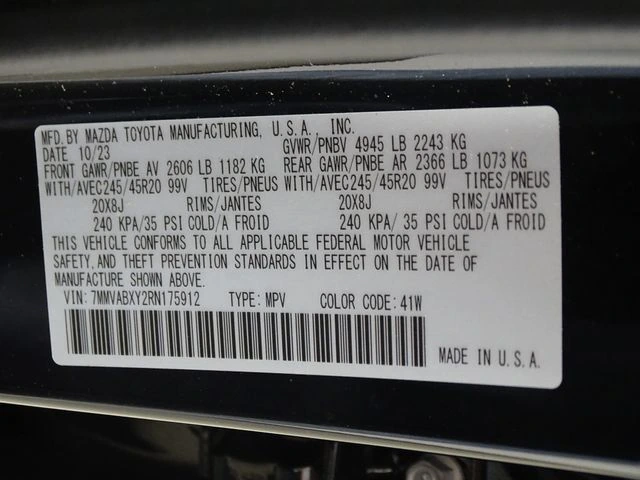 MFD. BY MAZDA TOYOTA MANUFACTURING, U.S.A., INC.
DATE 10/23 GVWR/PNBV 4945 LB 2243 KG
FRONT GAWR/PNBE AV 2606 LB 1182 KG REAR GAWR/PNBE AR 2366 LB 1073 KG
WITH/AVEC 245/45R20 99V TIRES/PNEUS WITH/AVEC 245/45R20 99V TIRES/PNEUS
20X8J RIMS/JANTES 20X8J RIMS/JANTES
240 KPA/35 PSI COLD/A FROID 240 KPA/35 PSI COLD/A FROID
THIS VEHICLE CONFORMS TO ALL APPLICABLE FEDERAL MOTOR VEHICLE
SAFETY, AND THEFT PREVENTION STANDARDS IN EFFECT ON THE DATE OF
MANUFACTURE SHOWN ABOVE.
VIN: 7MMVABXY2RN175912 TYPE: MPV COLOR CODE: 41W
MADE IN U.S.A.